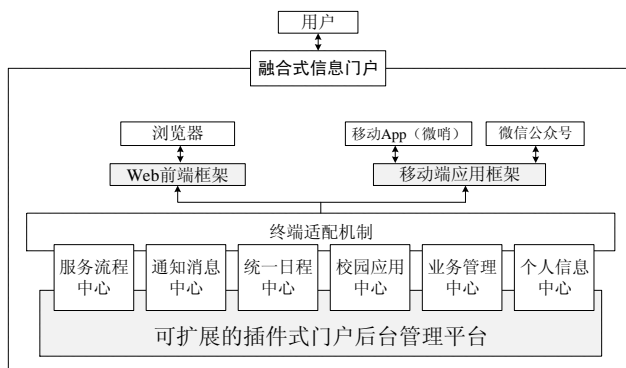 用户
融合式信息门户
浏览器
移动App（微哨）
微信公众号
Web前端框架
移动端应用框架
终端适配机制
服务流程
中心
通知消息
中心
统一日程
中心
校园应用
中心
业务管理
中心
个人信息
中心
可扩展的插件式门户后台管理平台